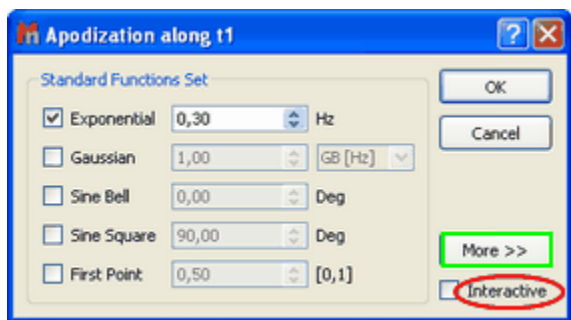 Apodization along t1
Standard Functions Set
Exponential 0,30 Hz
OK
Gaussian 1,00 GB [Hz]
Cancel
Sine Bell 0,00 Deg
Sine Square 90,00 Deg
More >>
First Point 0,50 [0,1]
Interactive